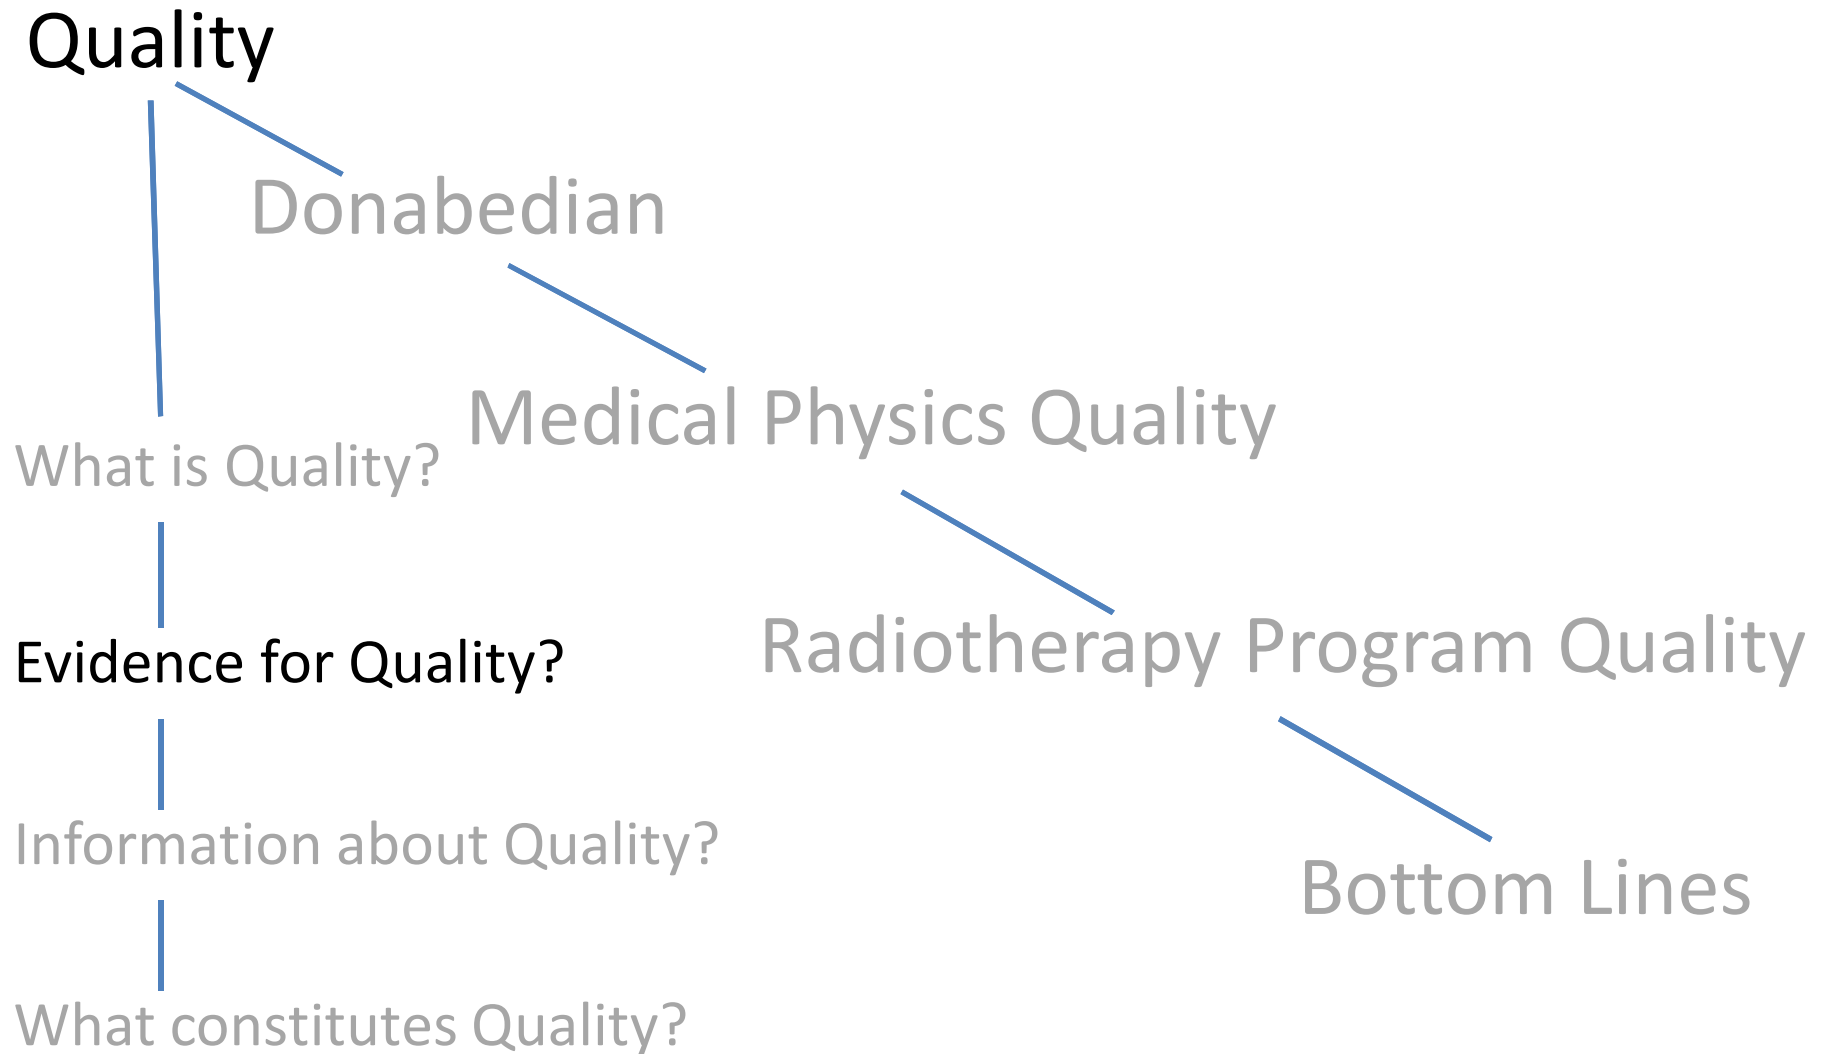 Quality
Donabedian
Medical Physics Quality
What is Quality?
Radiotherapy Program Quality
Evidence for Quality?
Information about Quality?
Bottom Lines
What constitutes Quality?